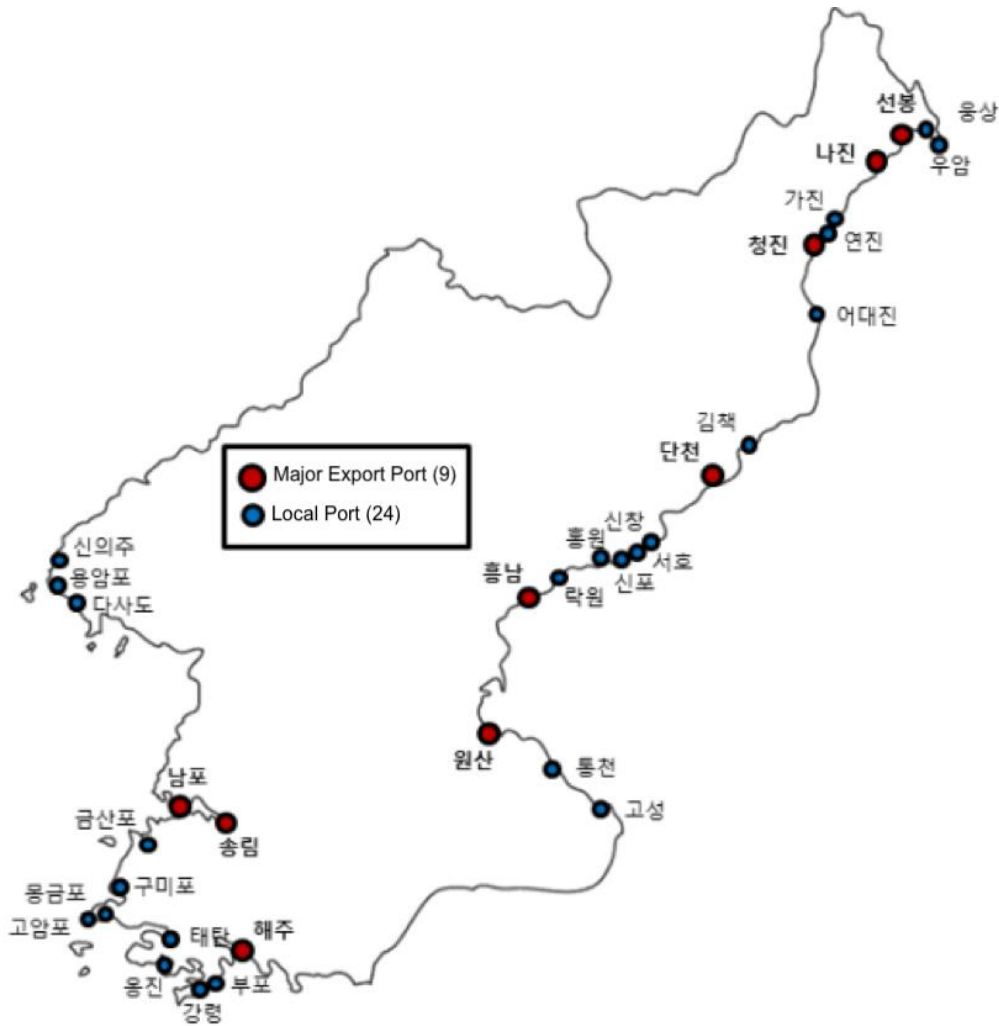 선봉
웅상
나진
우암
가진
청진
연진
어대진
김책
단천
Major Export Port (9)
Local Port (24)
신창
홍원
서호
신의주
흥남
신포
용암포
락원
다사도
원산
통천
남포
고성
금산포
송림
구미포
몽금포
고암포
태탄
해주
옹진
부포
강령